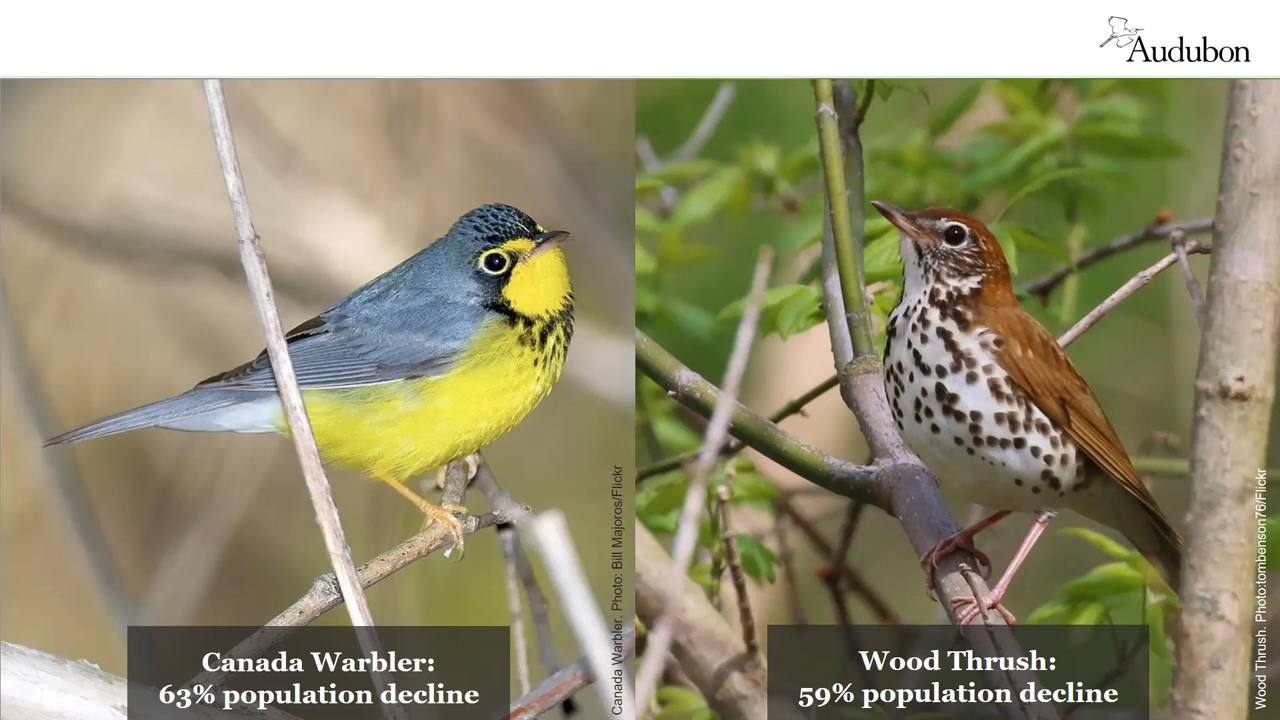 Audubon
Canada Warbler:
63% population decline
Canada Warbler. Photo: Bill Majoros/Flickr
Wood Thrush:
59% population decline
Wood Thrush. Photo:tombenson76/Flickr